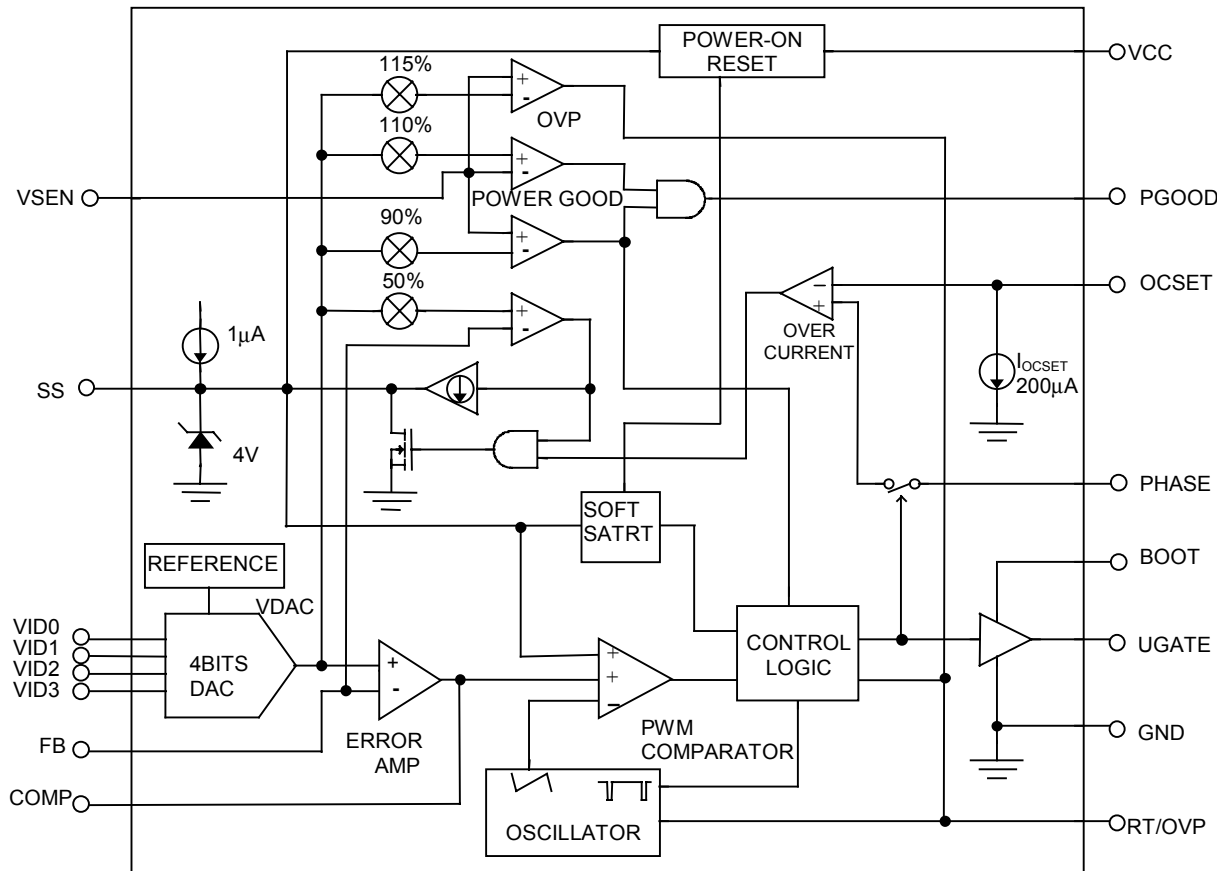 POWER-ON
RESET
VCC
115%
+
-
OVP
110%
+
-
VSEN
POWER GOOD
PGOOD
90%
+
-
50%
+
-
OCSET
−
+
OVER
CURRENT
IOCSET
200μA
1μA
SS
4V
PHASE
SOFT
SATRT
BOOT
REFERENCE
VDAC
VID0
VID1
VID2
VID3
4BITS
DAC
+
-
ERROR
AMP
+
+
−
PWM
COMPARATOR
CONTROL
LOGIC
UGATE
GND
FB
COMP
OSCILLATOR
RT/OVP